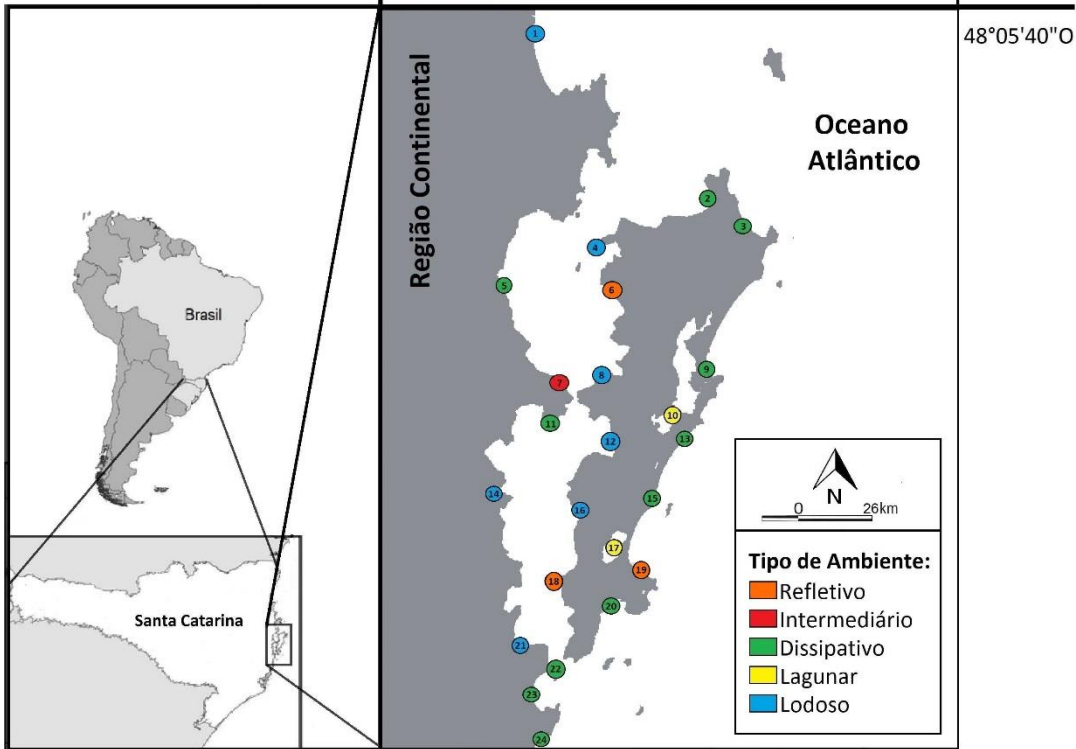 48°05'40"O
Região Continental
Oceano
Atlântico
Brasil
Santa Catarina
1
2
3
4
5
6
7
8
9
10
11
12
13
14
15
16
17
18
19
20
21
22
23
24
N
0 26km
Tipo de Ambiente:
Refletivo
Intermediário
Dissipativo
Lagunar
Lodoso